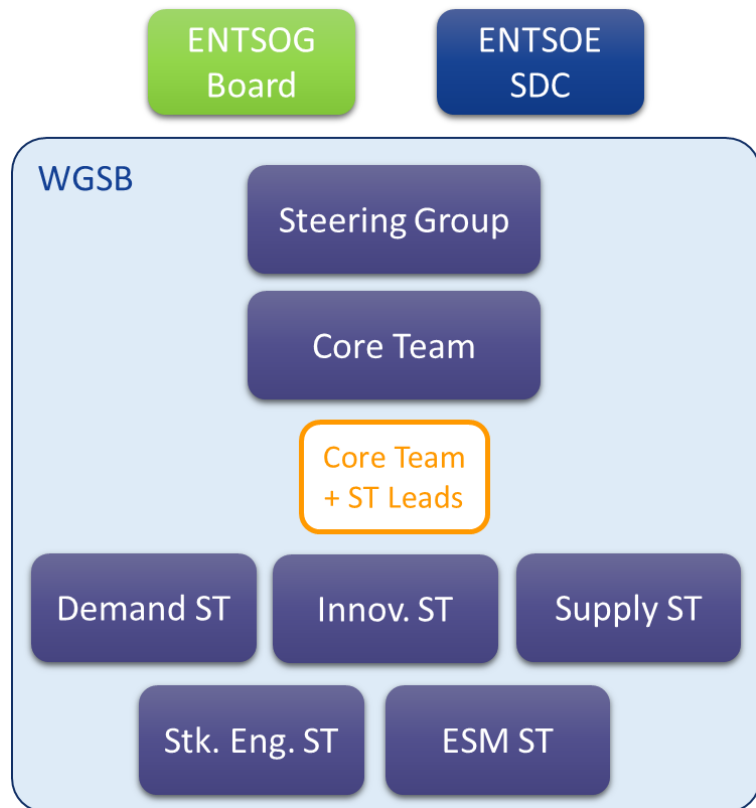 ENTSOG
Board
ENTSOE
SDC
WGSB
Steering Group
Core Team
Core Team
+ ST Leads
Demand ST
Innov. ST
Supply ST
Stk. Eng. ST
ESM ST